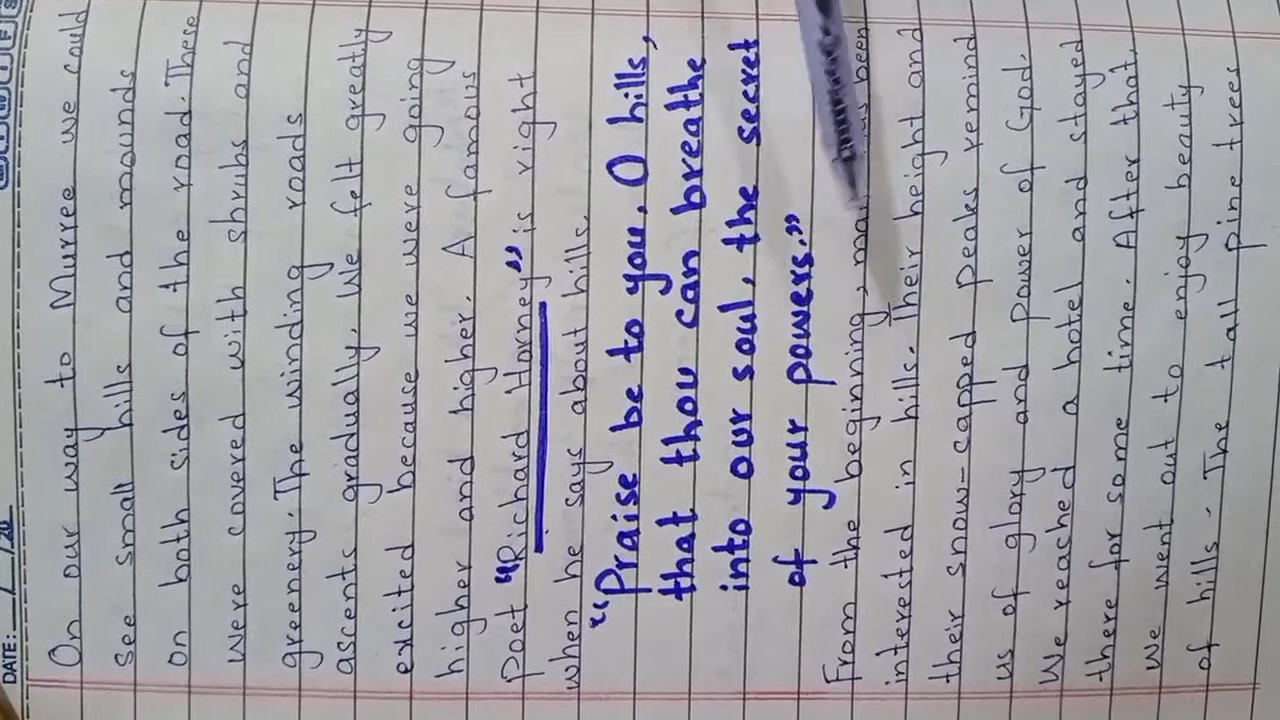 DATE: / /20
On our way to Murree we could
see small hills and mounds
on both sides of the road. These
were covered with shrubs and
greenery. The winding roads
ascents gradually. We felt greatly
excited because we were going
higher and higher. A famous
Poet "Richard Horney" is right
when he says about hills.
"Praise be to you, O hills,
that thou can breathe
into our soul, the secret
of your powers."
From the beginning, been
interested in hills. Their height and
their snow-capped peaks remind
us of glory and power of God.
We reached a hotel and stayed
there for some time. After that,
we went out to enjoy beauty
of hills. The tall pine trees